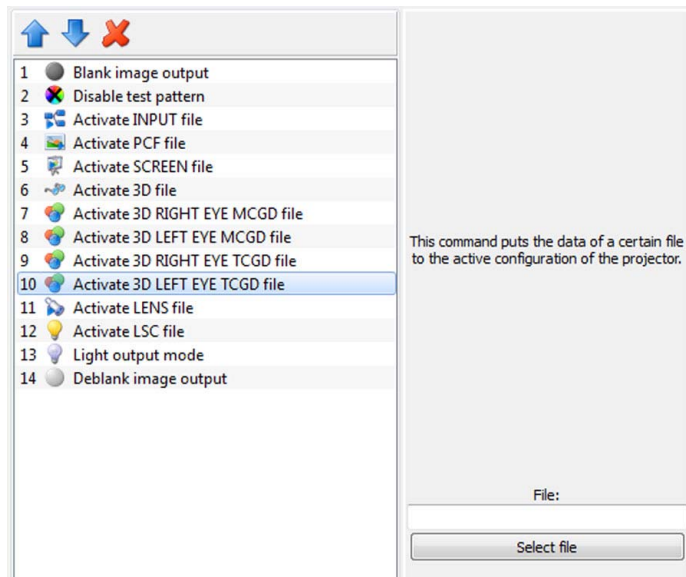 1 Blank image output
2 Disable test pattern
3 Activate INPUT file
4 Activate PCF file
5 Activate SCREEN file
6 Activate 3D file
7 Activate 3D RIGHT EYE MCGD file
8 Activate 3D LEFT EYE MCGD file
9 Activate 3D RIGHT EYE TCGD file
10 Activate 3D LEFT EYE TCGD file
11 Activate LENS file
12 Activate LSC file
13 Light output mode
14 Deblank image output
This command puts the data of a certain file
to the active configuration of the projector.
File:
Select file